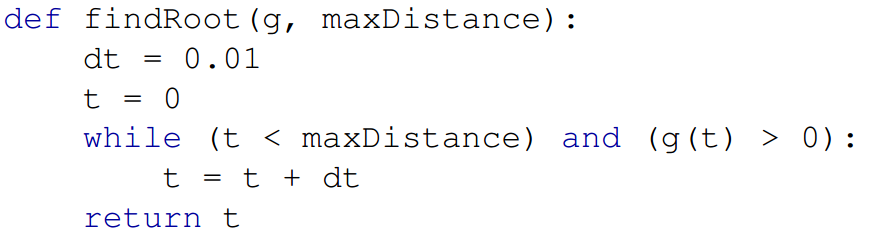 def findRoot(g, maxDistance):
    dt = 0.01
    t = 0
    while (t < maxDistance) and (g(t) > 0):
        t = t + dt
    return t